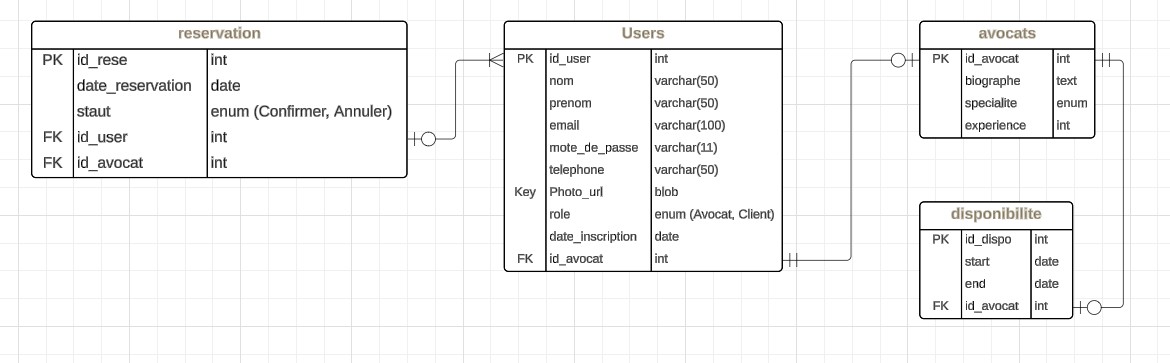 reservation
PK id_rese int
date_reservation date
staut enum (Confirmer, Annuler)
FK id_user int
FK id_avocat int
Users
PK id_user int
nom varchar(50)
prenom varchar(50)
email varchar(100)
mote_de_passe varchar(11)
telephone varchar(50)
Key Photo_url blob
role enum (Avocat, Client)
date_inscription date
FK id_avocat int
avocats
PK id_avocat int
biographe text
specialite enum
experience int
disponibilite
PK id_dispo int
start date
end date
FK id_avocat int